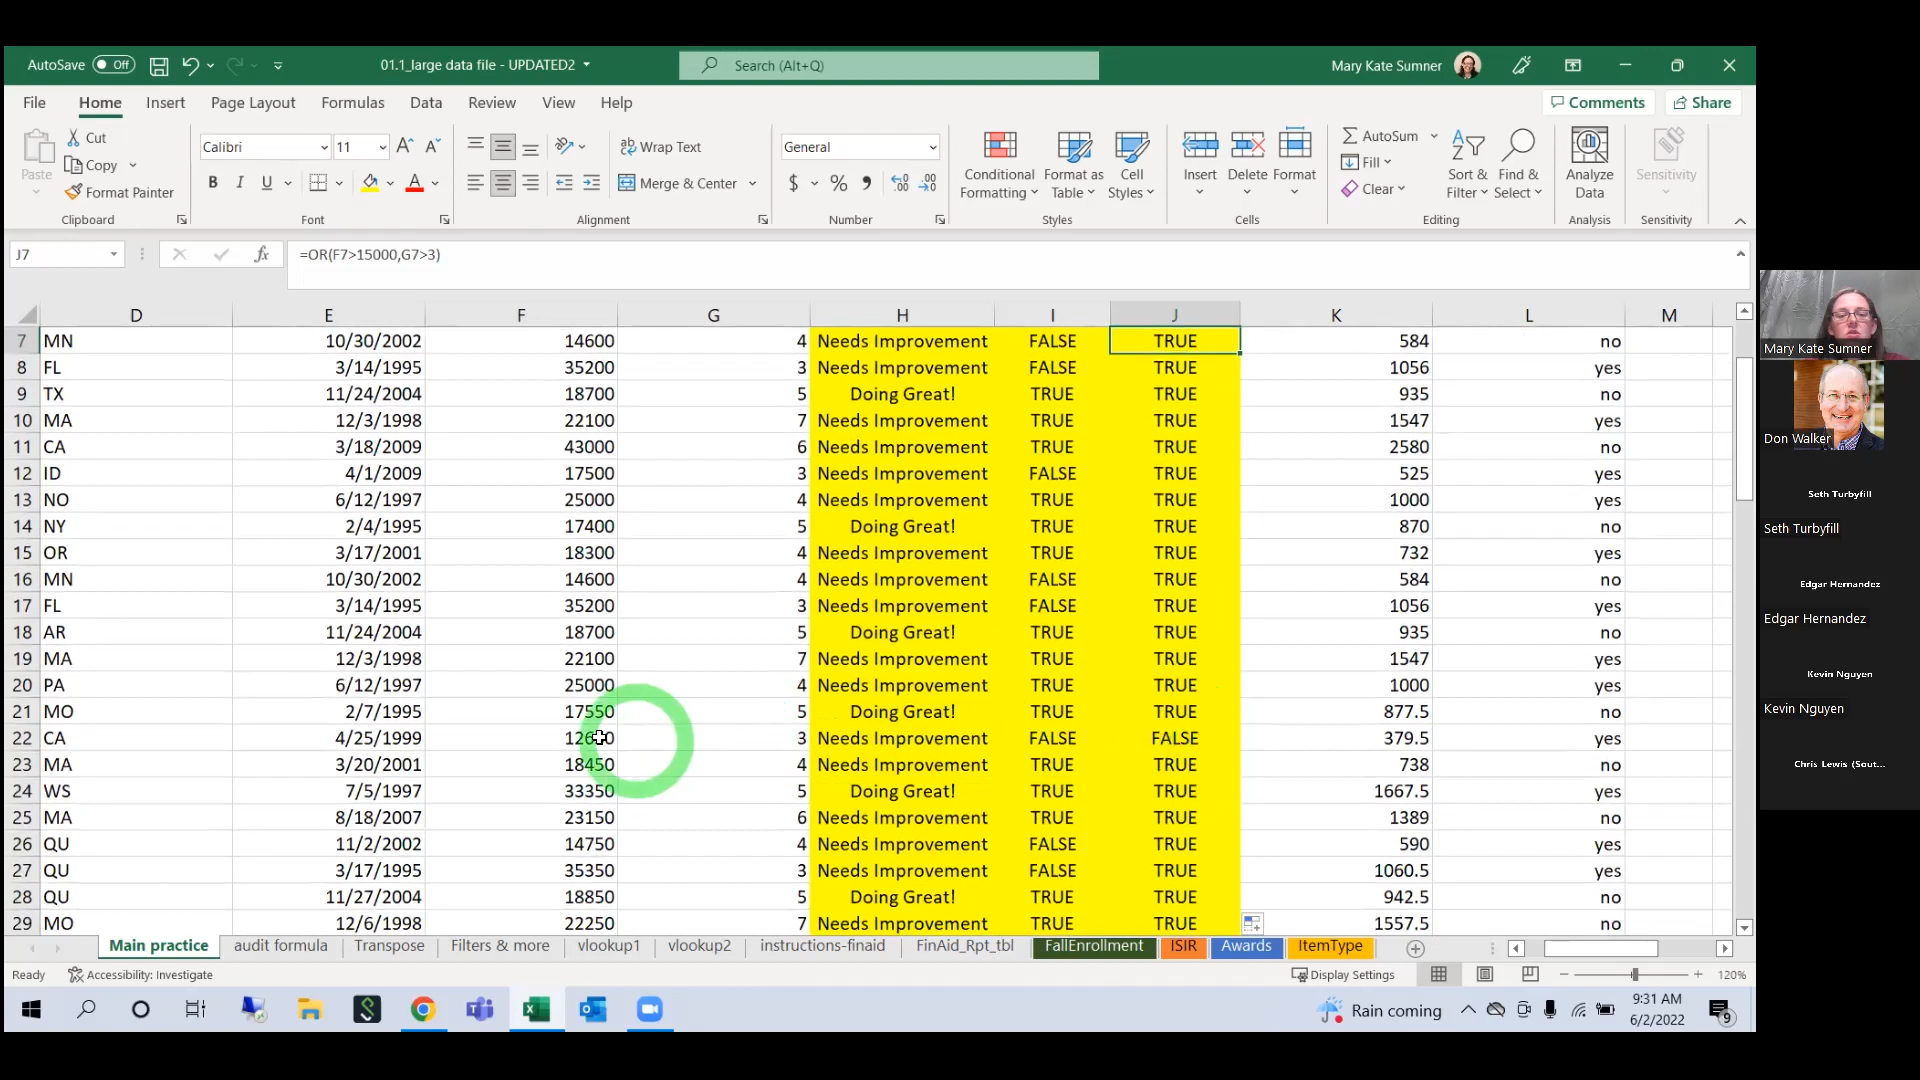 AutoSave Off
01.1_large data file - UPDATED2
Search (Alt+Q)
Mary Kate Sumner
File Home Insert Page Layout Formulas Data Review View Help
Comments Share
Paste
Cut
Copy
Format Painter
Clipboard
Calibri 11
B I U
Font
Wrap Text
Merge & Center
Alignment
General
$ % ,
Number
Conditional Formatting
Format as Table
Cell Styles
Styles
Insert Delete Format
Cells
AutoSum
Fill
Clear
Sort & Filter
Find & Select
Editing
Analyze Data
Analysis
Sensitivity
Sensitivity
J7 fx =OR(F7>15000,G7>3)
D E F G H I J K L M
7 MN 10/30/2002 14600 4 Needs Improvement FALSE TRUE 584 no
8 FL 3/14/1995 35200 3 Needs Improvement FALSE TRUE 1056 yes
9 TX 11/24/2004 18700 5 Doing Great! TRUE TRUE 935 no
10 MA 12/3/1998 22100 7 Needs Improvement TRUE TRUE 1547 yes
11 CA 3/18/2009 43000 6 Needs Improvement TRUE TRUE 2580 no
12 ID 4/1/2009 17500 3 Needs Improvement FALSE TRUE 525 yes
13 NO 6/12/1997 25000 4 Needs Improvement TRUE TRUE 1000 yes
14 NY 2/4/1995 17400 5 Doing Great! TRUE TRUE 870 no
15 OR 3/17/2001 18300 4 Needs Improvement TRUE TRUE 732 yes
16 MN 10/30/2002 14600 4 Needs Improvement FALSE TRUE 584 no
17 FL 3/14/1995 35200 3 Needs Improvement FALSE TRUE 1056 yes
18 AR 11/24/2004 18700 5 Doing Great! TRUE TRUE 935 no
19 MA 12/3/1998 22100 7 Needs Improvement TRUE TRUE 1547 yes
20 PA 6/12/1997 25000 4 Needs Improvement TRUE TRUE 1000 yes
21 MO 2/7/1995 17550 5 Doing Great! TRUE TRUE 877.5 no
22 CA 4/25/1999 3 Needs Improvement FALSE FALSE 379.5 yes
23 MA 3/20/2001 18450 4 Needs Improvement TRUE TRUE 738 no
24 WS 7/5/1997 33350 5 Doing Great! TRUE TRUE 1667.5 yes
25 MA 8/18/2007 23150 6 Needs Improvement TRUE TRUE 1389 no
26 QU 11/2/2002 14750 4 Needs Improvement FALSE TRUE 590 yes
27 QU 3/17/1995 35350 3 Needs Improvement FALSE TRUE 1060.5 yes
28 QU 11/27/2004 18850 5 Doing Great! TRUE TRUE 942.5 no
29 MO 12/6/1998 22250 7 Needs Improvement TRUE TRUE 1557.5 no
Main practice audit formula Transpose Filters & more vlookup1 vlookup2 instructions-finaid FinAid_Rpt_tbl FallEnrollment ISIR Awards ItemType
Ready Accessibility: Investigate Display Settings 120%
Rain coming
9:31 AM
6/2/2022
9
Mary Kate Sumner
Don Walker
Seth Turbyfill
Seth Turbyfill
Edgar Hernandez
Edgar Hernandez
Kevin Nguyen
Kevin Nguyen
Chris Lewis (Sout...